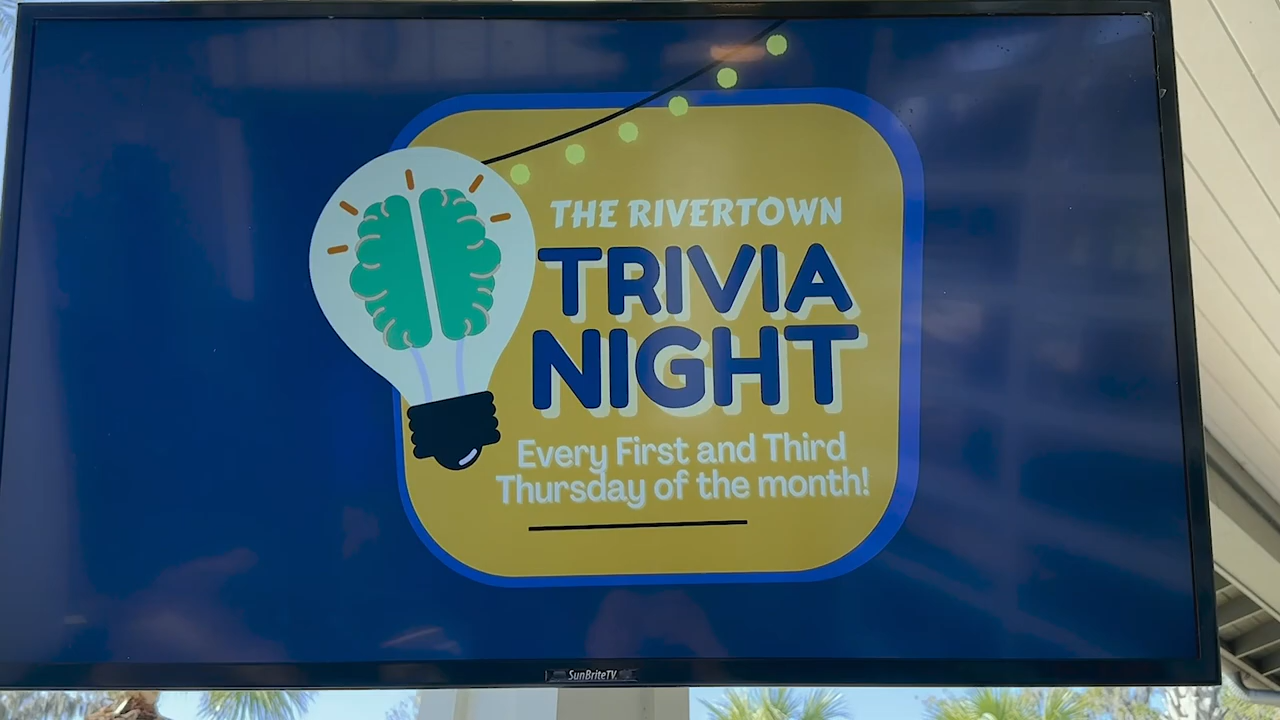 THE RIVERTOWN
TRIVIA
NIGHT
Every First and Third
Thursday of the month!
SunBriteTV